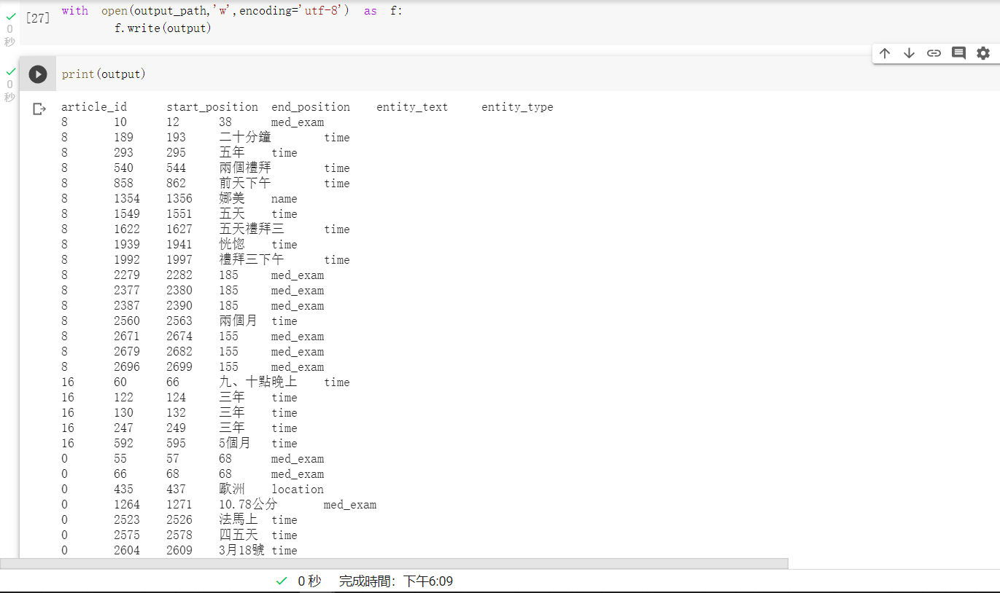 [27] with open(output_path,'w',encoding='utf-8') as f:
0
秒
f.write(output)
0
秒
print(output)
article_id start_position end_position entity_text entity_type
8 10 12 38 med_exam
8 189 193 二十分鐘 time
8 293 295 五年 time
8 540 544 兩個禮拜 time
8 858 862 前天下午 time
8 1354 1356 娜美 name
8 1549 1551 五天 time
8 1622 1627 五天禮拜三 time
8 1939 1941 恍惚 time
8 1992 1997 禮拜三下午 time
8 2279 2282 185 med_exam
8 2377 2380 185 med_exam
8 2387 2390 185 med_exam
8 2560 2563 兩個月 time
8 2671 2674 155 med_exam
8 2679 2682 155 med_exam
8 2696 2699 155 med_exam
16 60 66 九、十點晚上 time
16 122 124 三年 time
16 130 132 三年 time
16 247 249 三年 time
16 592 595 5個月 time
0 55 57 68 med_exam
0 66 68 68 med_exam
0 435 437 歐洲 location
0 1264 1271 10.78公分 med_exam
0 2523 2526 法馬上 time
0 2575 2578 四五天 time
0 2604 2609 3月18號 time
0 秒 完成時間: 下午6:09